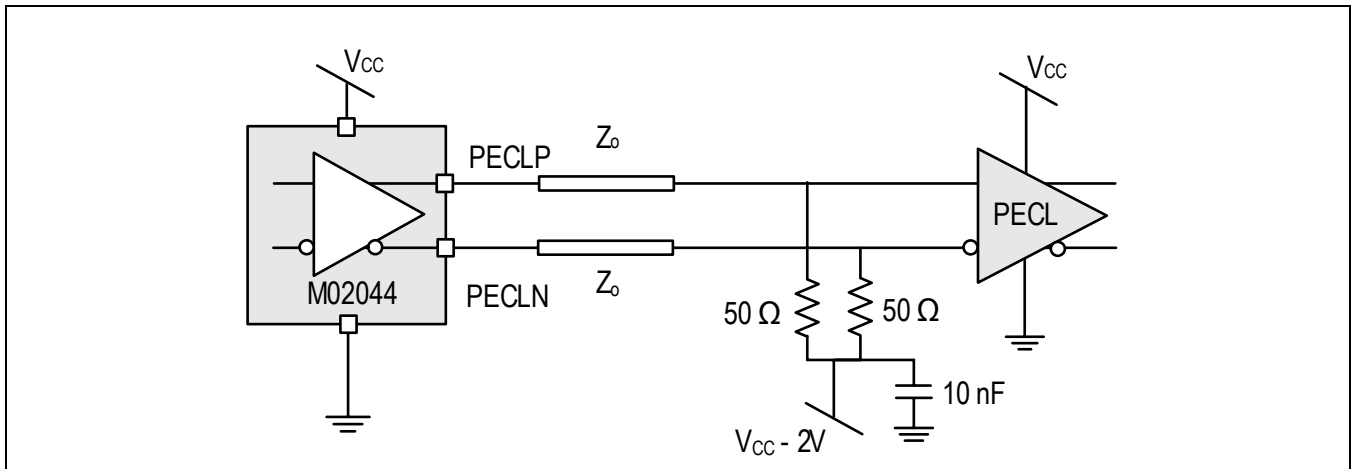 VCC
VCC
PECLP
Zo
PECL
M02044
PECLN
Zo
50 Ω
50 Ω
10 nF
VCC - 2V